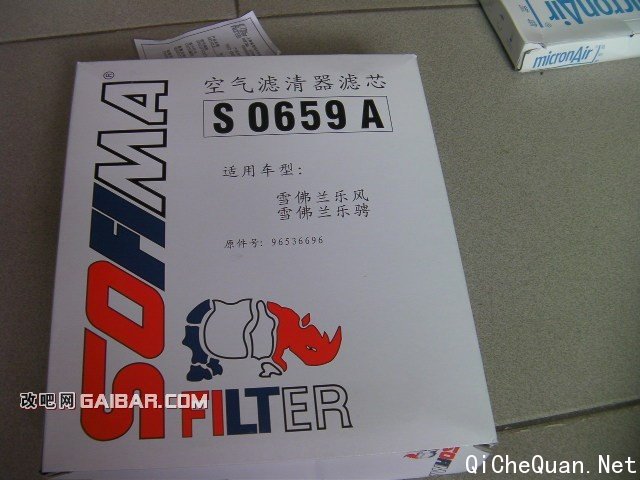 空气滤清器滤芯
S 0659 A
适用车型:
雪佛兰乐风
雪佛兰乐骋
原件号: 96536696
SOFIMA®
FILTER
micronAir
micronAir
改吧网 GAIBAR.COM
QiCheQuan.Net